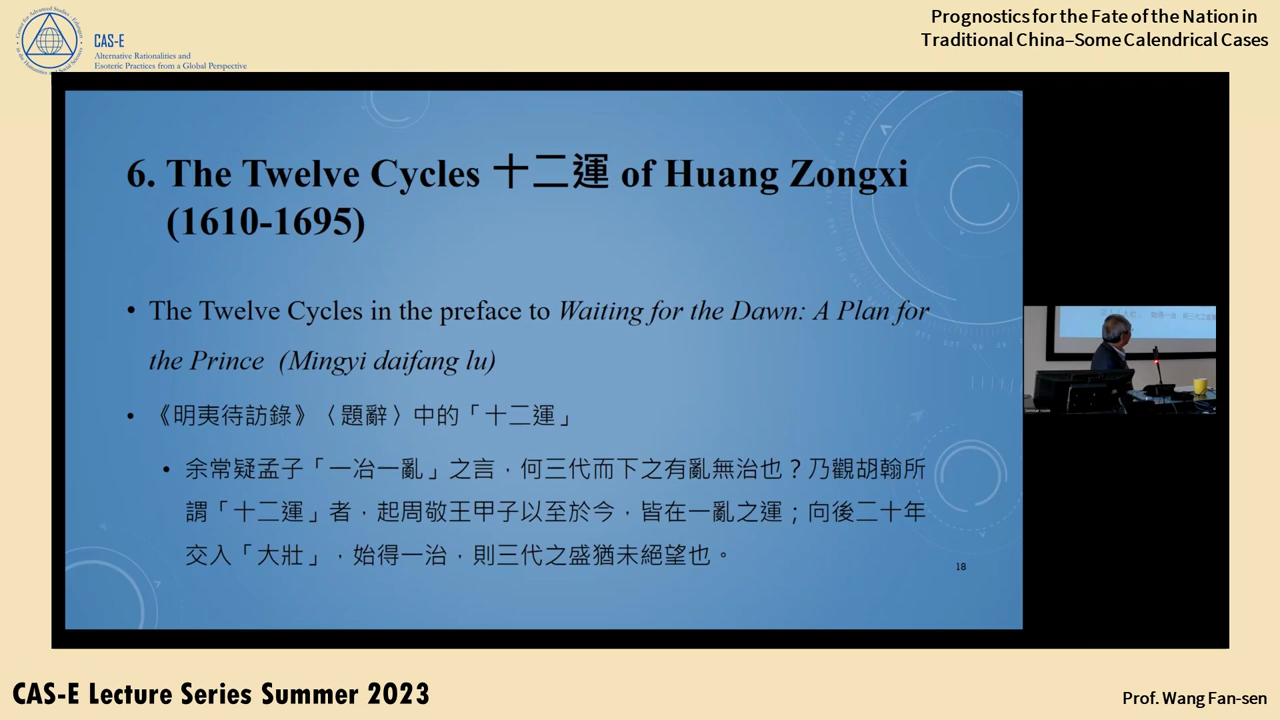 CAS-E
Alternative Rationalities and
Esoteric Practices from a Global Perspective
Prognostics for the Fate of the Nation in
Traditional China–Some Calendrical Cases
6. The Twelve Cycles 十二運 of Huang Zongxi
(1610-1695)
• The Twelve Cycles in the preface to Waiting for the Dawn: A Plan for
the Prince (Mingyi daifang lu)
• 《明夷待訪錄》〈題辭〉中的「十二運」
• 余常疑孟子「一冶一亂」之言，何三代而下之有亂無治也？乃觀胡翰所
謂「十二運」者，起周敬王甲子以至於今，皆在一亂之運；向後二十年
交入「大壯」，始得一治，則三代之盛猶未絕望也。
18
CAS-E Lecture Series Summer 2023
Prof. Wang Fan-sen